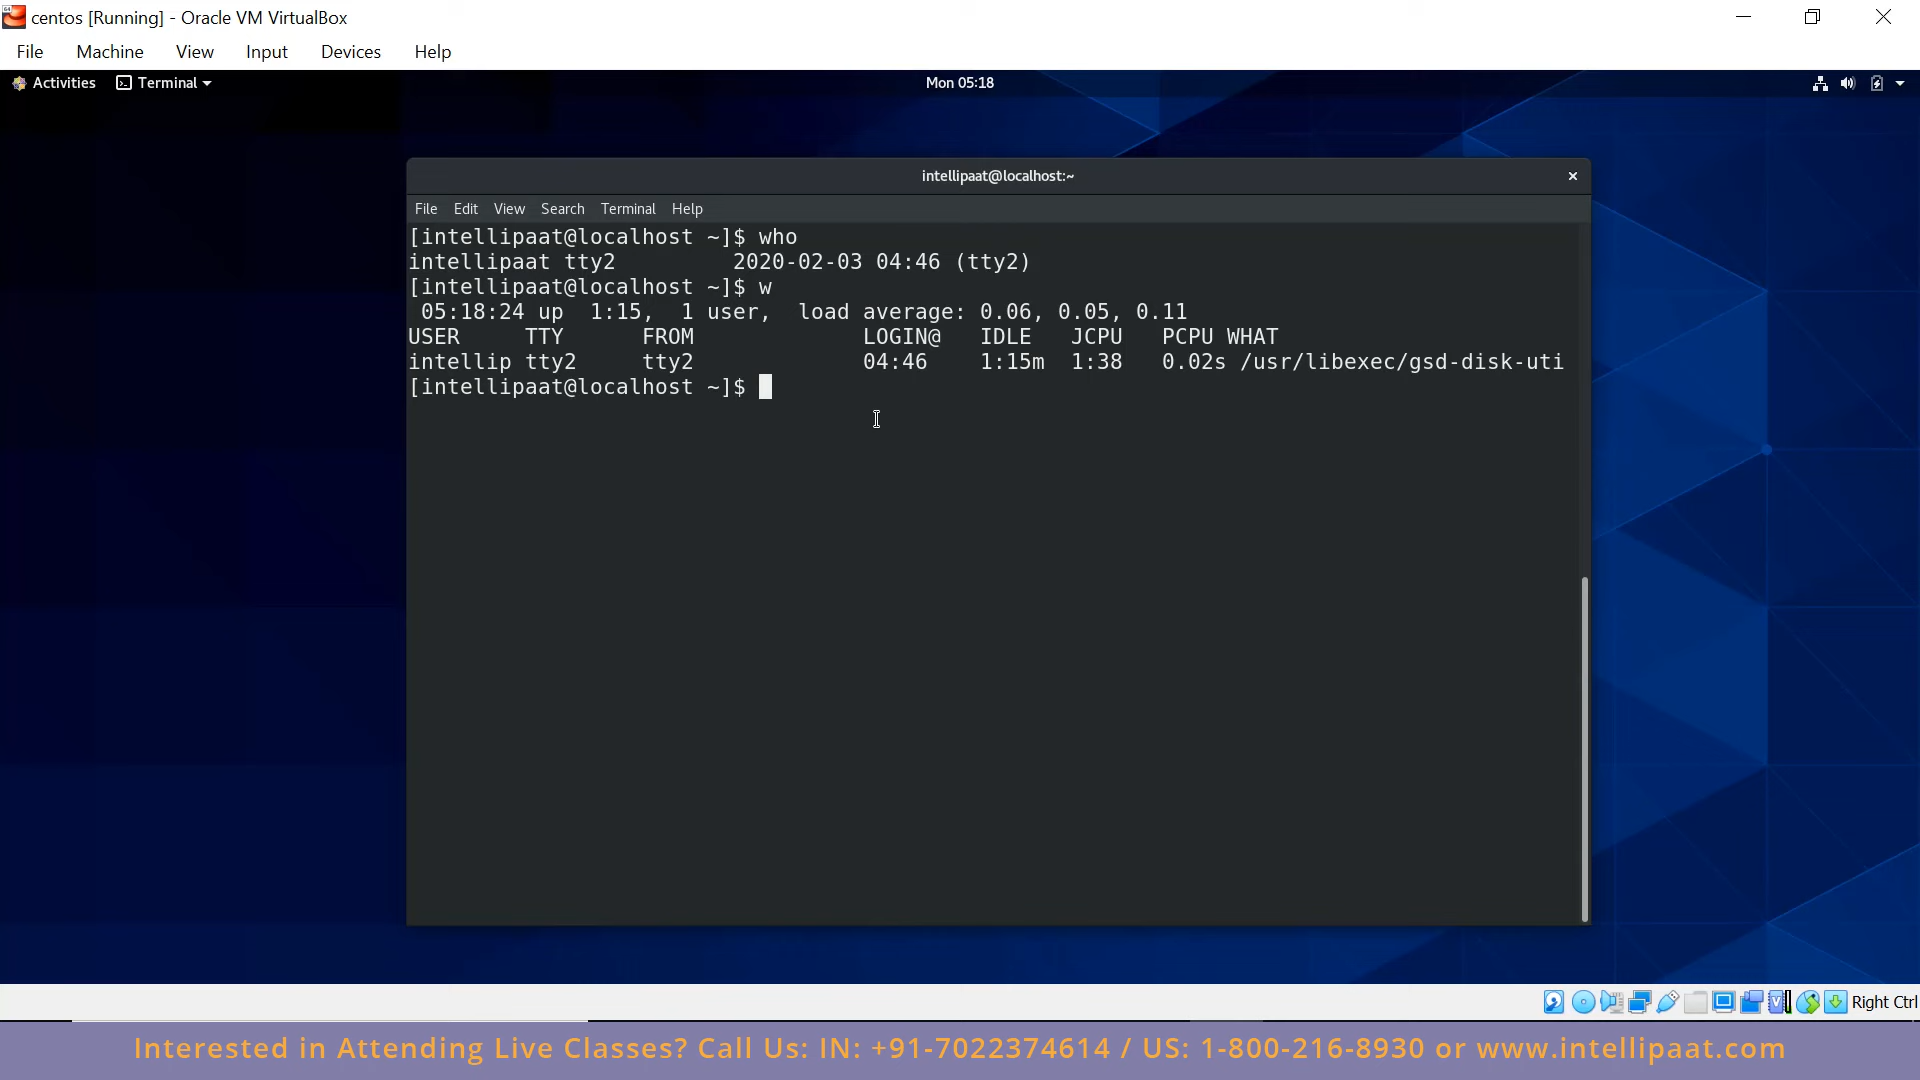 centos [Running] - Oracle VM VirtualBox
File Machine View Input Devices Help
Activities Terminal Mon 05:18
intellipaat@localhost:~
File Edit View Search Terminal Help
[intellipaat@localhost ~]$ who
intellipaat tty2         2020-02-03 04:46 (tty2)
[intellipaat@localhost ~]$ w
 05:18:24 up  1:15,  1 user,  load average: 0.06, 0.05, 0.11
USER     TTY      FROM             LOGIN@   IDLE   JCPU   PCPU WHAT
intellip tty2     tty2             04:46    1:15m  1:38   0.02s /usr/libexec/gsd-disk-uti
[intellipaat@localhost ~]$
Right Ctrl
Interested in Attending Live Classes? Call Us: IN: +91-7022374614 / US: 1-800-216-8930 or www.intellipaat.com